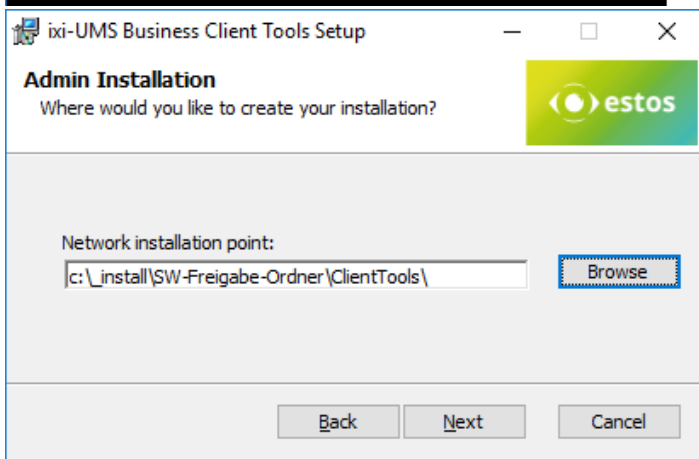 ixi-UMS Business Client Tools Setup
Admin Installation
Where would you like to create your installation?
estos
Network installation point:
c:\_install\SW-Freigabe-Ordner\ClientTools\
Browse
Back Next Cancel